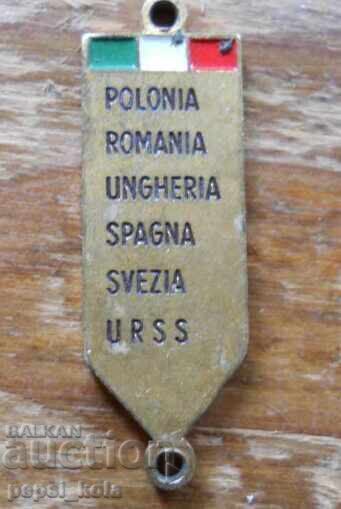 POLONIA
ROMANIA
UNGHERIA
SPAGNA
SVEZIA
URSS
BALKAN
auction
pepsi_kola